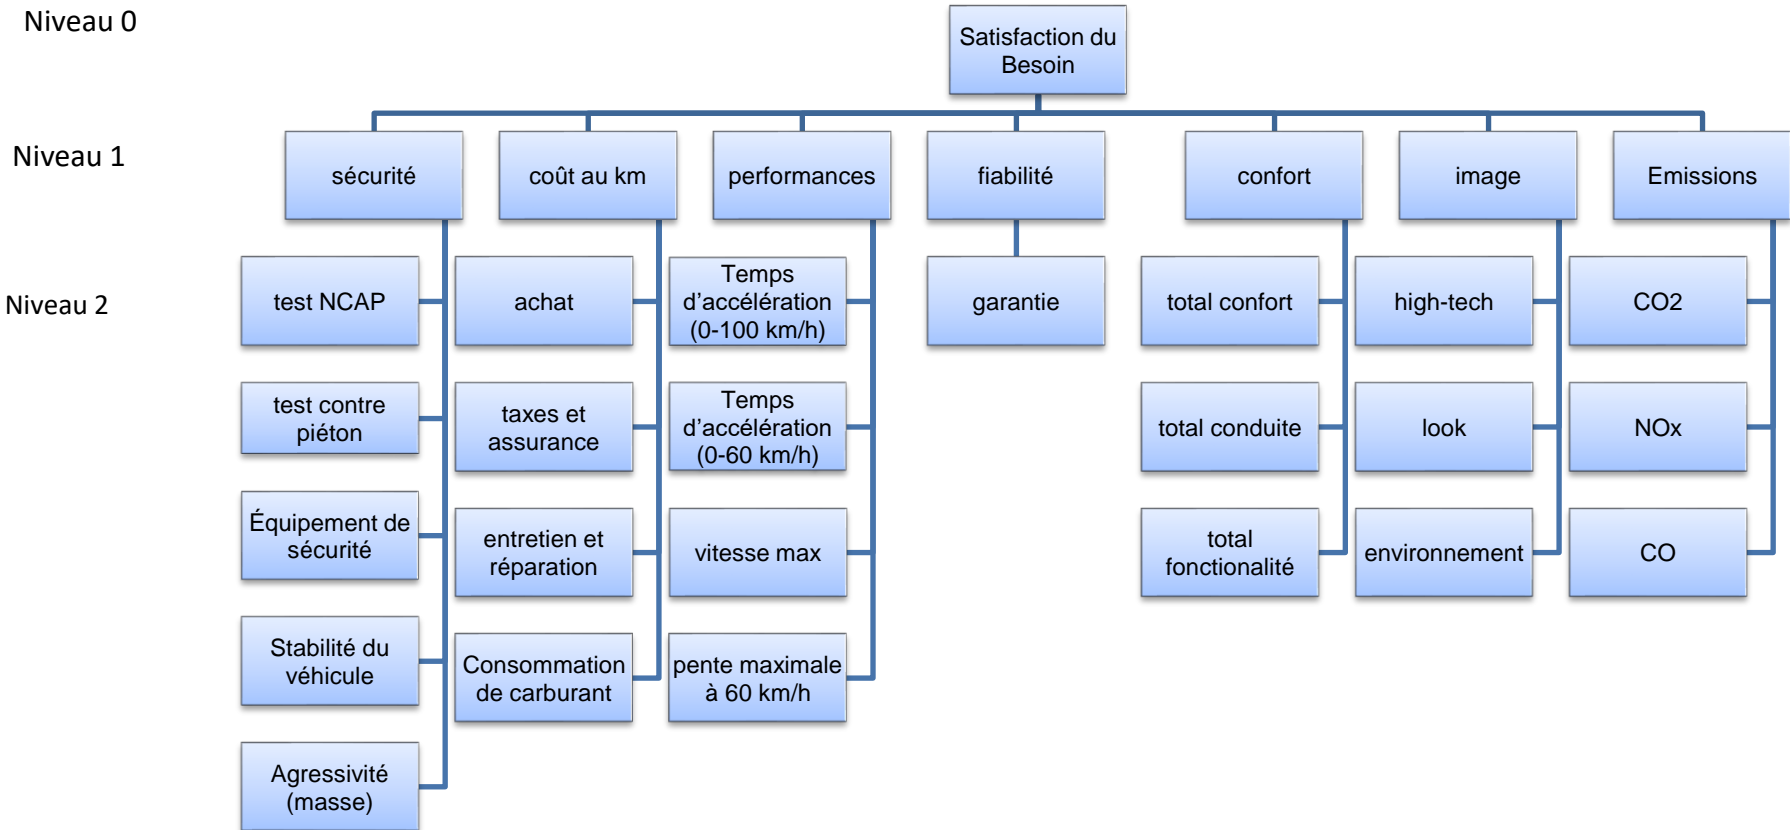 Niveau 0
Satisfaction du
Besoin
Niveau 1
sécurité
coût au km
performances
fiabilité
confort
image
Emissions
Niveau 2
test NCAP
achat
Temps
d'accélération
(0-100 km/h)
garantie
total confort
high-tech
CO2
test contre
piéton
taxes et
assurance
Temps
d'accélération
(0-60 km/h)
total conduite
look
NOx
Équipement de
sécurité
entretien et
réparation
vitesse max
total
fonctionalité
environnement
CO
Stabilité du
véhicule
Consommation
de carburant
pente maximale
à 60 km/h
Agressivité
(masse)